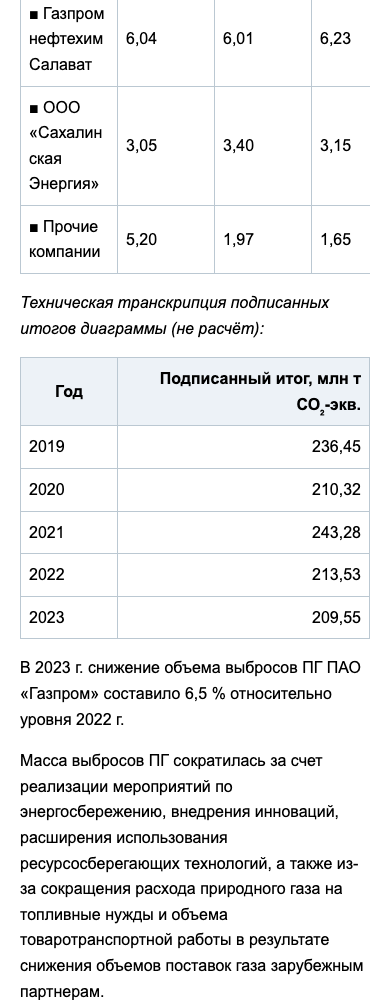 ■ Газпром
нефтехим
Салават
6,04
6,01
6,23
■ ООО
«Сахалин
ская
Энергия»
3,05
3,40
3,15
■ Прочие
компании
5,20
1,97
1,65
Техническая транскрипция подписанных
итогов диаграммы (не расчёт):
Год
Подписанный итог, млн т
CO₂-экв.
2019
236,45
2020
210,32
2021
243,28
2022
213,53
2023
209,55
В 2023 г. снижение объема выбросов ПГ ПАО
«Газпром» составило 6,5 % относительно
уровня 2022 г.
Масса выбросов ПГ сократилась за счет
реализации мероприятий по
энергосбережению, внедрения инноваций,
расширения использования
ресурсосберегающих технологий, а также из-
за сокращения расхода природного газа на
топливные нужды и объема
товаротранспортной работы в результате
снижения объемов поставок газа зарубежным
партнерам.